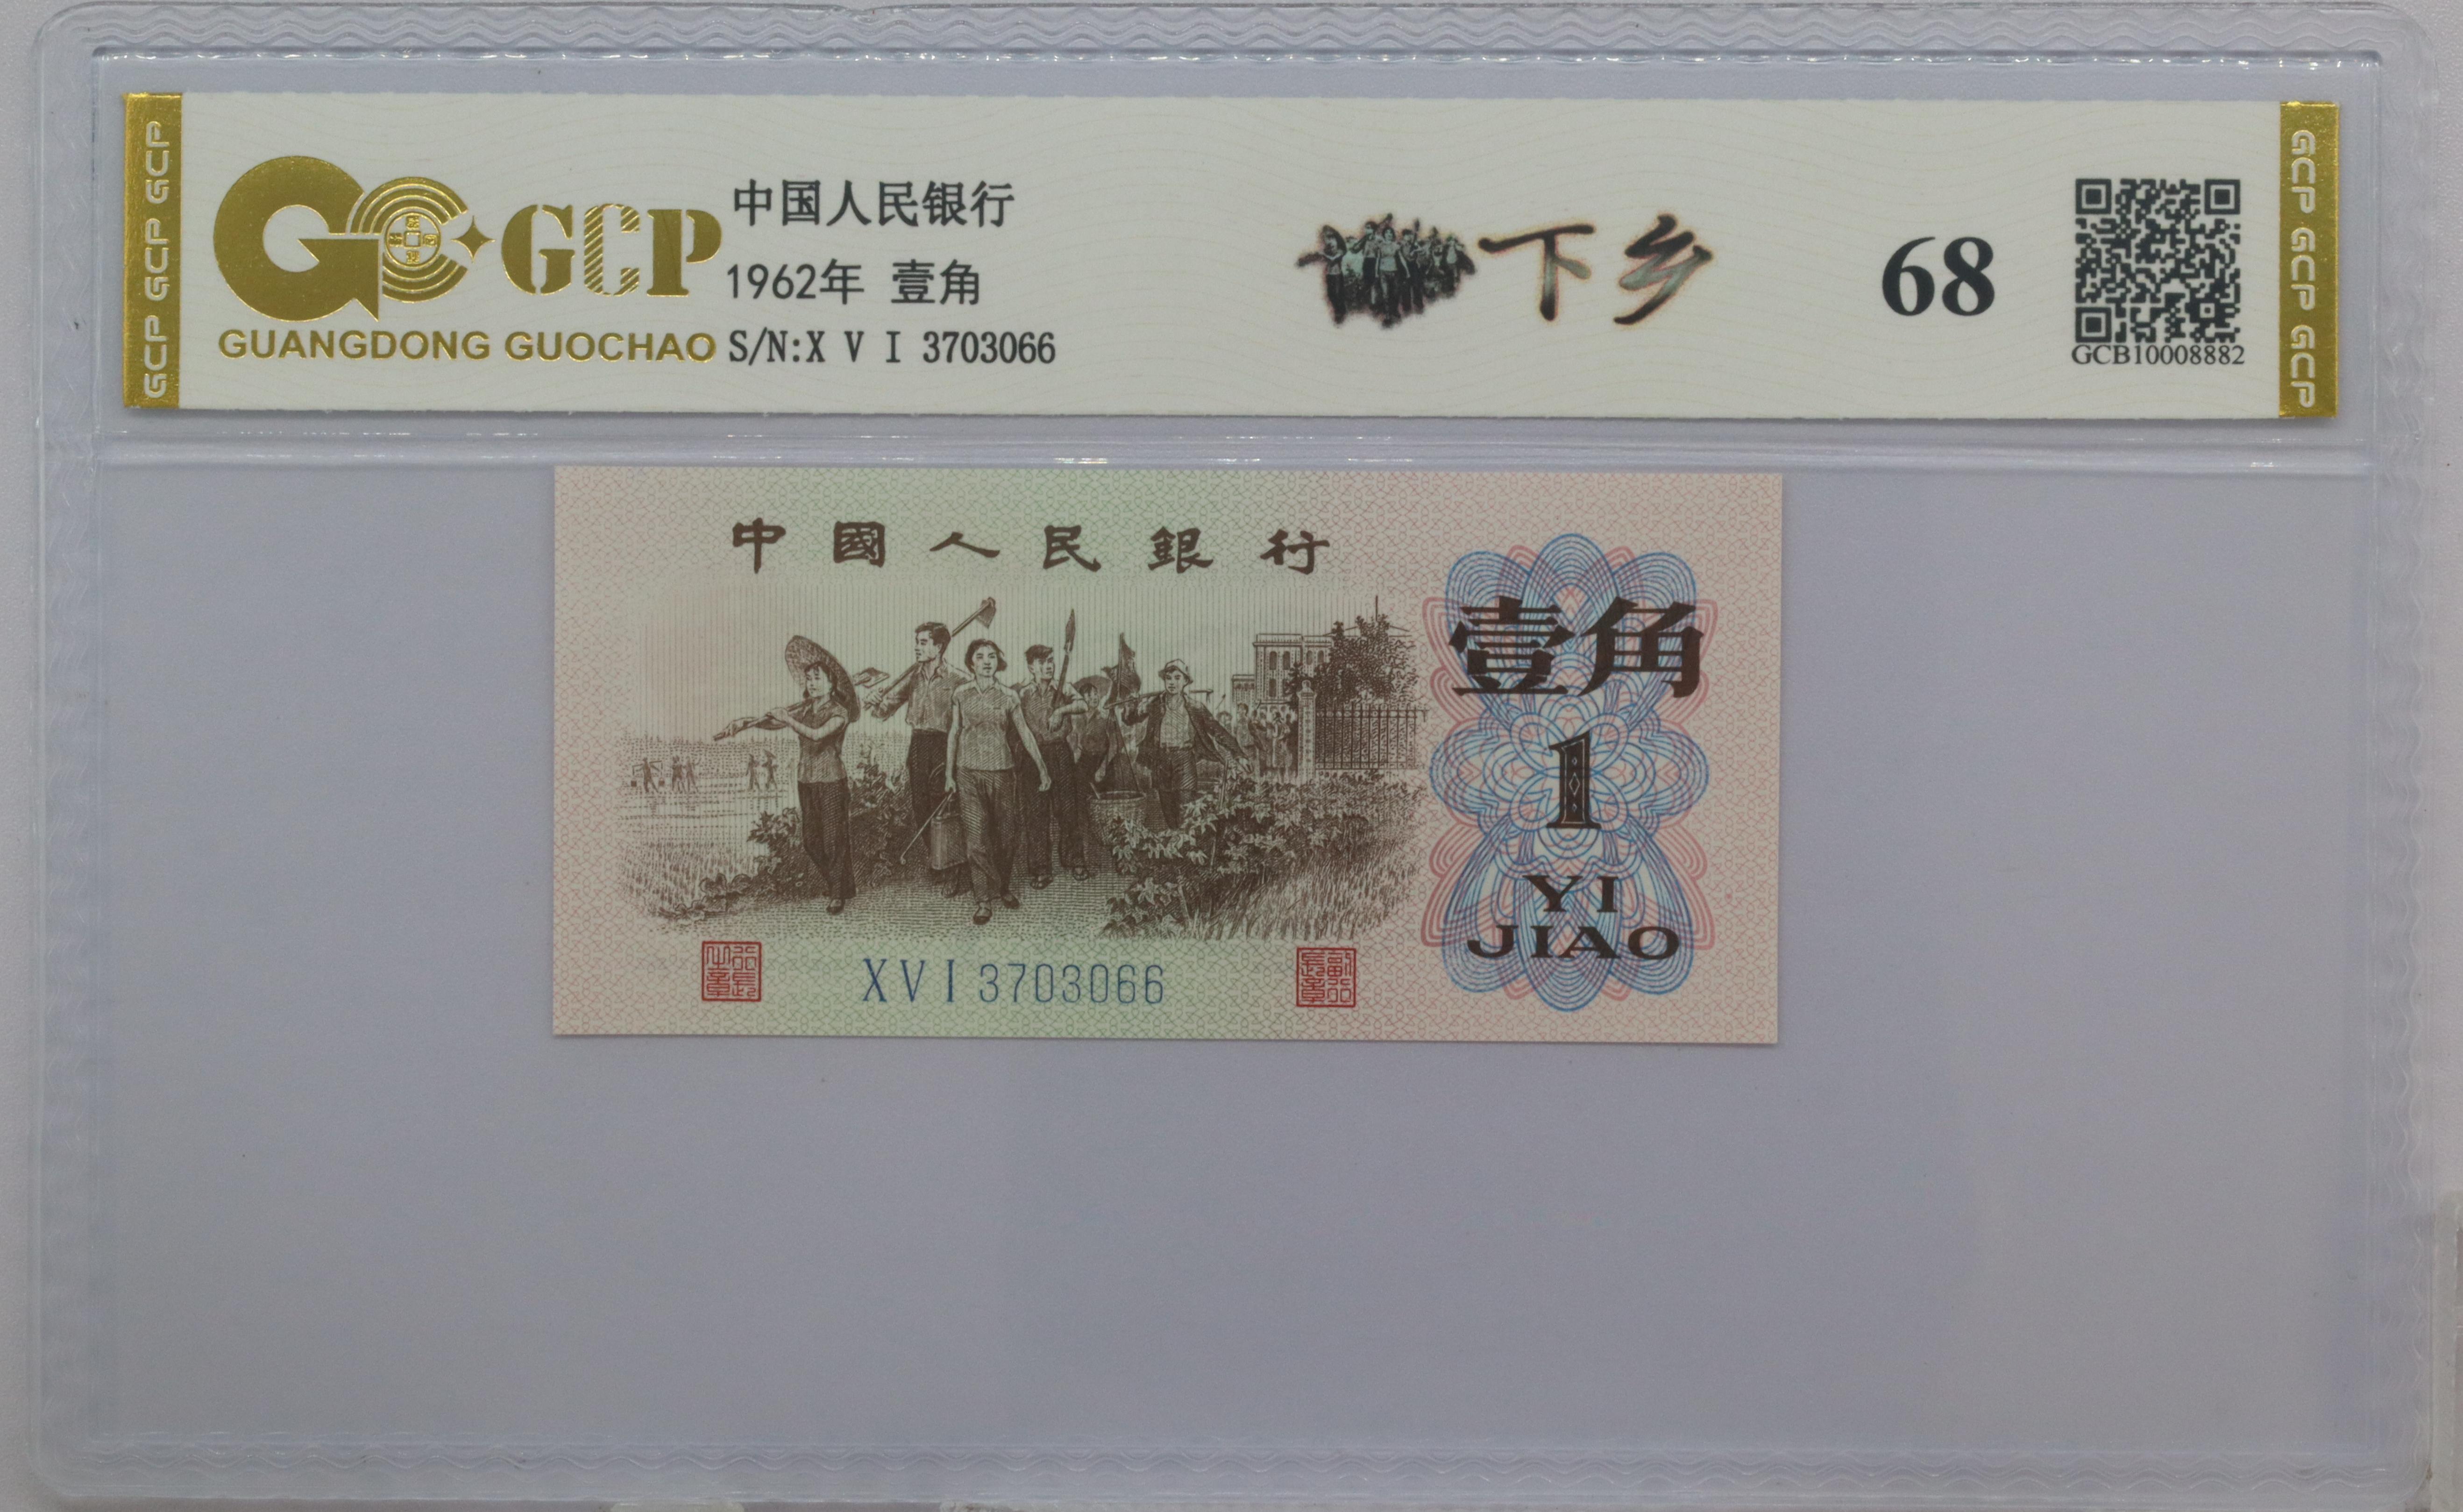 GCP GCP GCP
GCP
GUANGDONG GUOCHAO
中国人民银行
1962年 壹角
S/N:X V I 3703066
下乡
68
GCB10008882
GCP GCP GCP
中國人民銀行
壹角
1
YI
JIAO
X V I 3703066